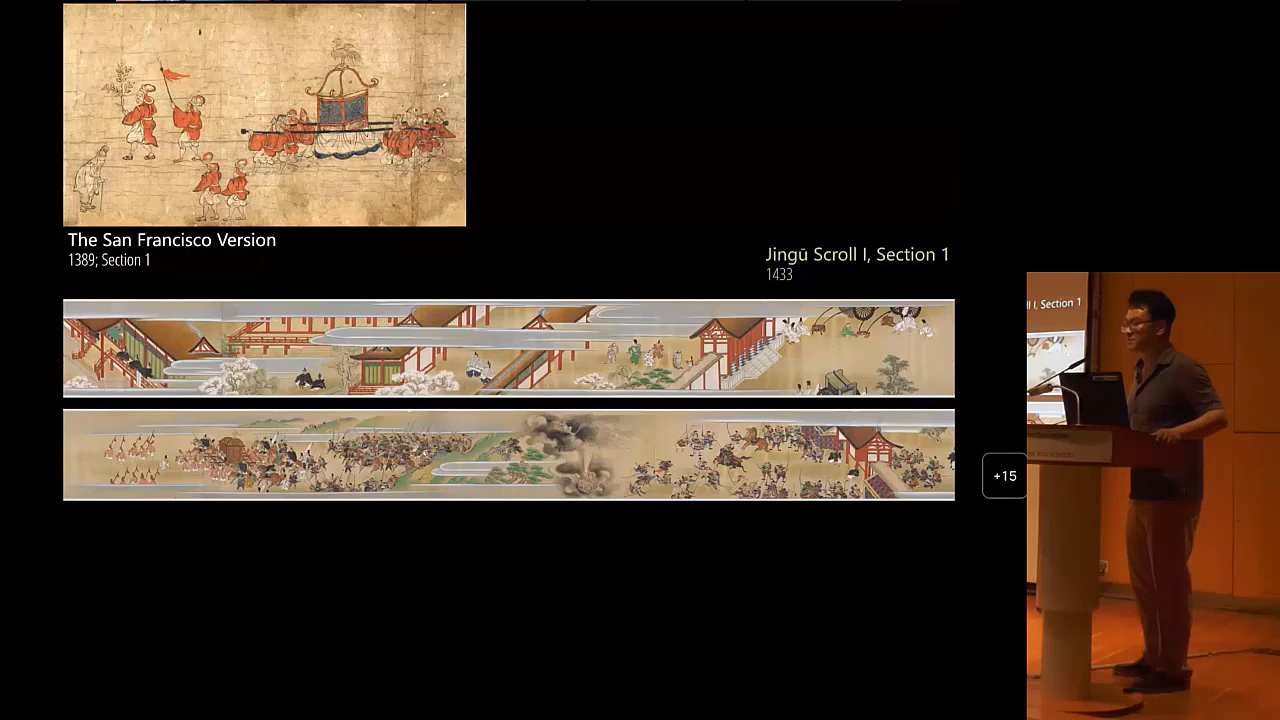 The San Francisco Version
1389; Section 1
Jingū Scroll I, Section 1
1433
I, Section 1
+15